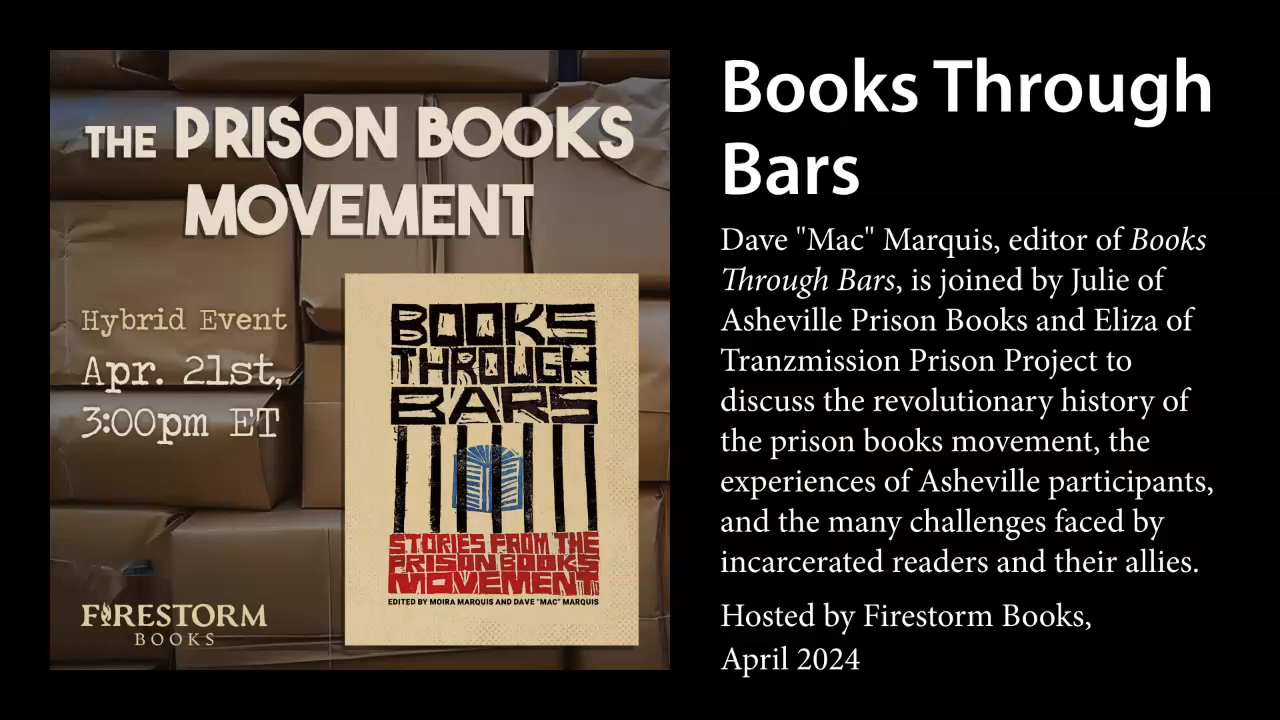 THE PRISON BOOKS
MOVEMENT
Hybrid Event
Apr. 21st,
3:00pm ET
BOOKS
THROUGH
BARS
STORIES FROM THE
PRISON BOOKS
MOVEMENT
EDITED BY MOIRA MARQUIS AND DAVE "MAC" MARQUIS
FIRESTORM
BOOKS
Books Through
Bars
Dave "Mac" Marquis, editor of Books
Through Bars, is joined by Julie of
Asheville Prison Books and Eliza of
Tranzmission Prison Project to
discuss the revolutionary history of
the prison books movement, the
experiences of Asheville participants,
and the many challenges faced by
incarcerated readers and their allies.
Hosted by Firestorm Books,
April 2024